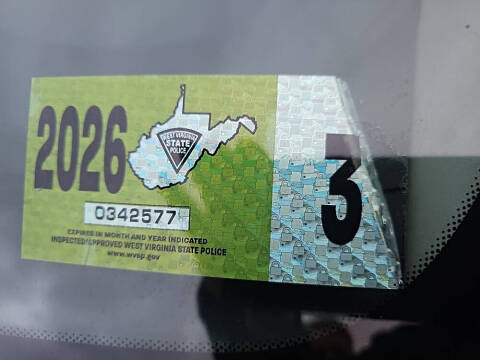 2026
WEST VIRGINIA
STATE
POLICE
3
0342577
EXPIRES IN MONTH AND YEAR INDICATED
INSPECTED/APPROVED WEST VIRGINIA STATE POLICE
www.wvsp.gov